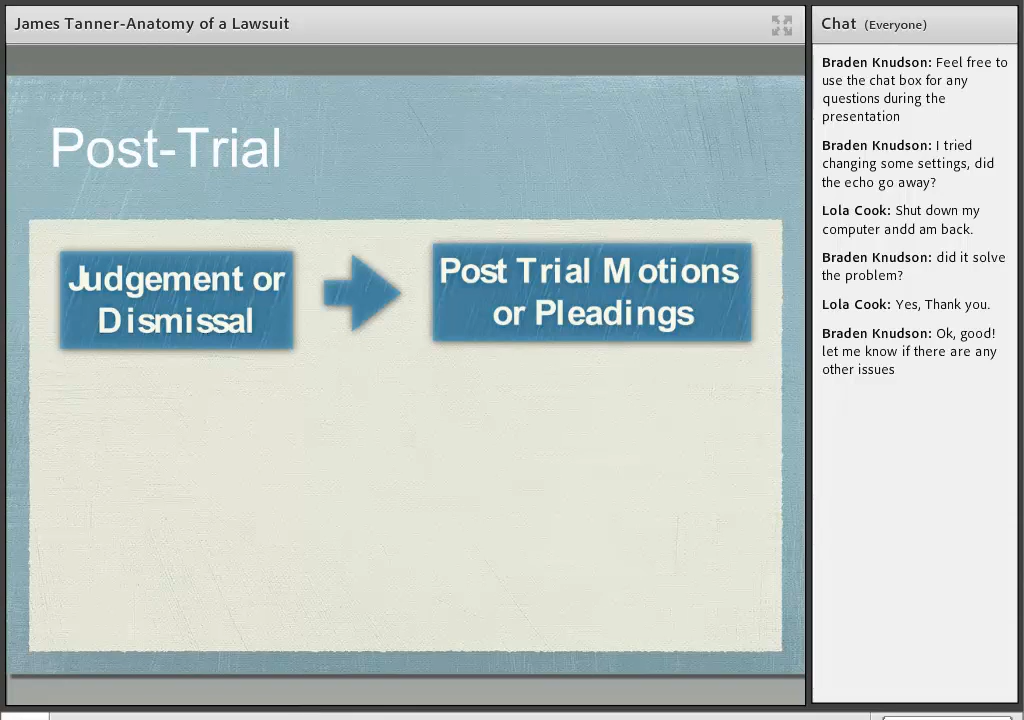 James Tanner-Anatomy of a Lawsuit
Post-Trial
Judgement or
Dismissal
Post Trial Motions
or Pleadings
Chat (Everyone)
Braden Knudson: Feel free to
use the chat box for any
questions during the
presentation
Braden Knudson: I tried
changing some settings, did
the echo go away?
Lola Cook: Shut down my
computer andd am back.
Braden Knudson: did it solve
the problem?
Lola Cook: Yes, Thank you.
Braden Knudson: Ok, good!
let me know if there are any
other issues